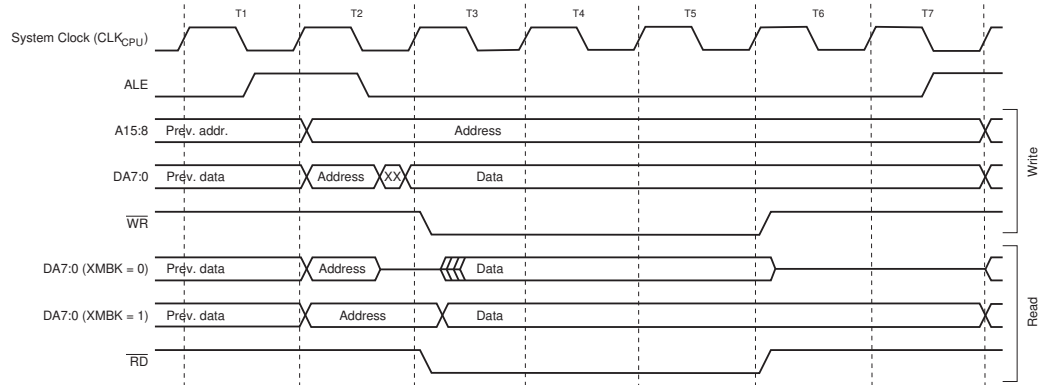 T1 T2 T3 T4 T5 T6 T7
System Clock (CLKCPU)
ALE
A15:8 Prev. addr. Address
DA7:0 Prev. data Address XX Data
WR
Write
DA7:0 (XMBK = 0) Prev. data Address Data
DA7:0 (XMBK = 1) Prev. data Address Data
RD
Read